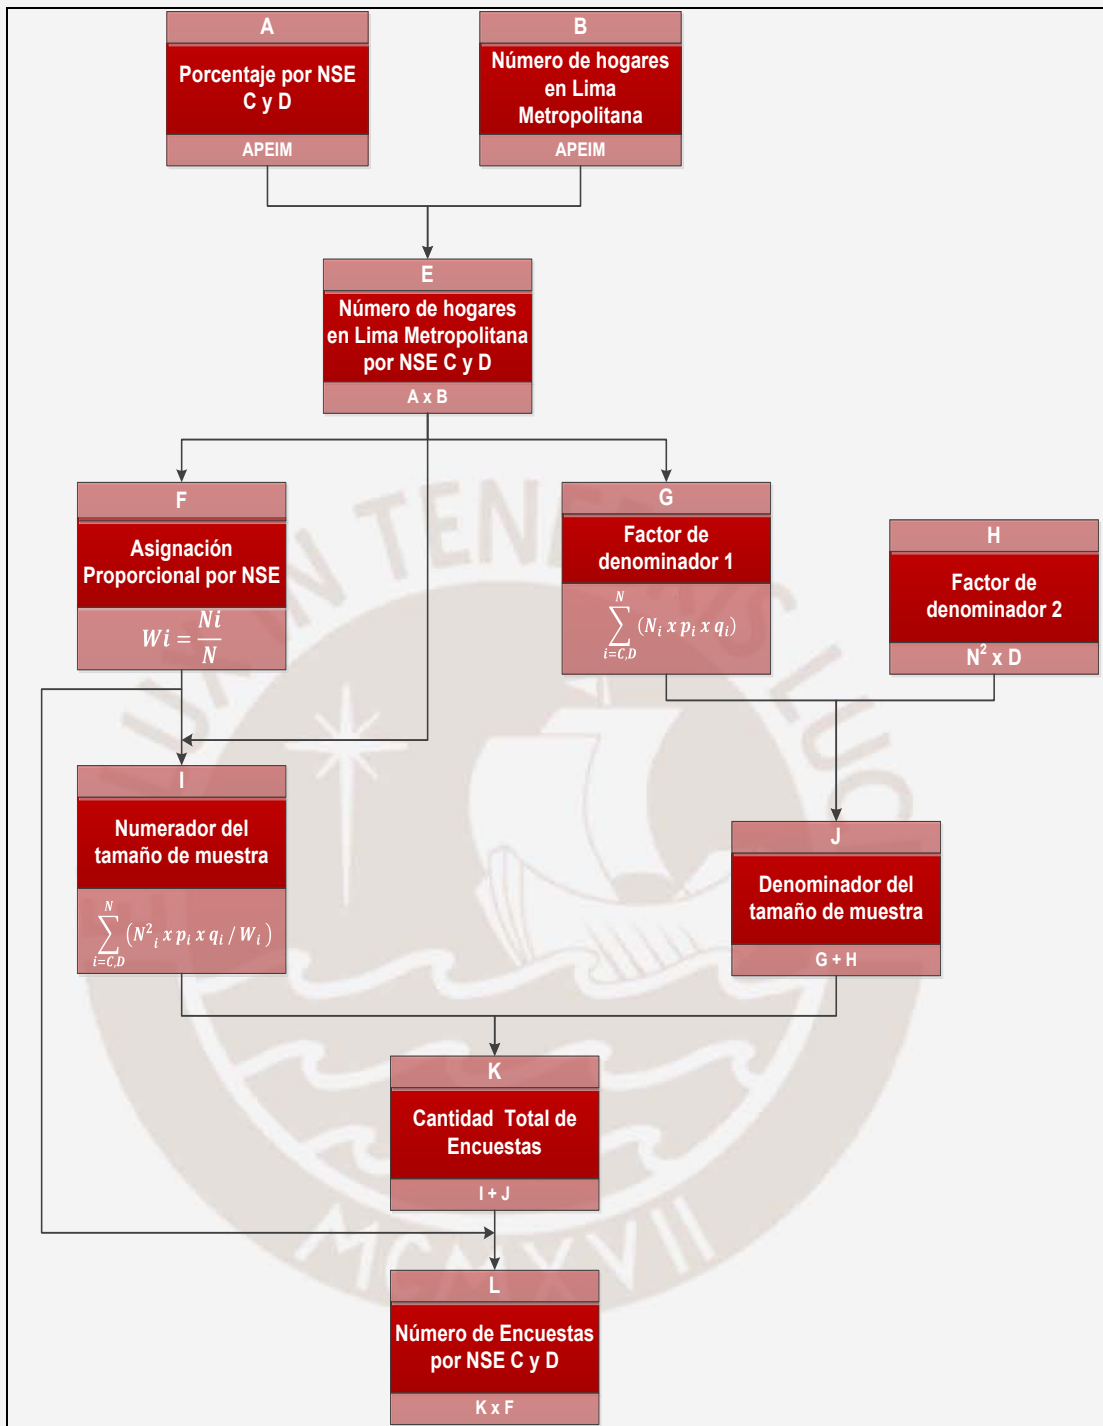 A
Porcentaje por NSE
C y D
APEIM
B
Número de hogares
en Lima
Metropolitana
APEIM
E
Número de hogares
en Lima Metropolitana
por NSE C y D
A x B
F
Asignación
Proporcional por NSE
Wi = Ni / N
G
Factor de
denominador 1
N
∑ (Nᵢ x pᵢ x qᵢ)
i=C,D
H
Factor de
denominador 2
N² x D
I
Numerador del
tamaño de muestra
N
∑ (N²ᵢ x pᵢ x qᵢ / Wᵢ)
i=C,D
J
Denominador del
tamaño de muestra
G + H
K
Cantidad Total de
Encuestas
I + J
L
Número de Encuestas
por NSE C y D
K x F
MCMXVII